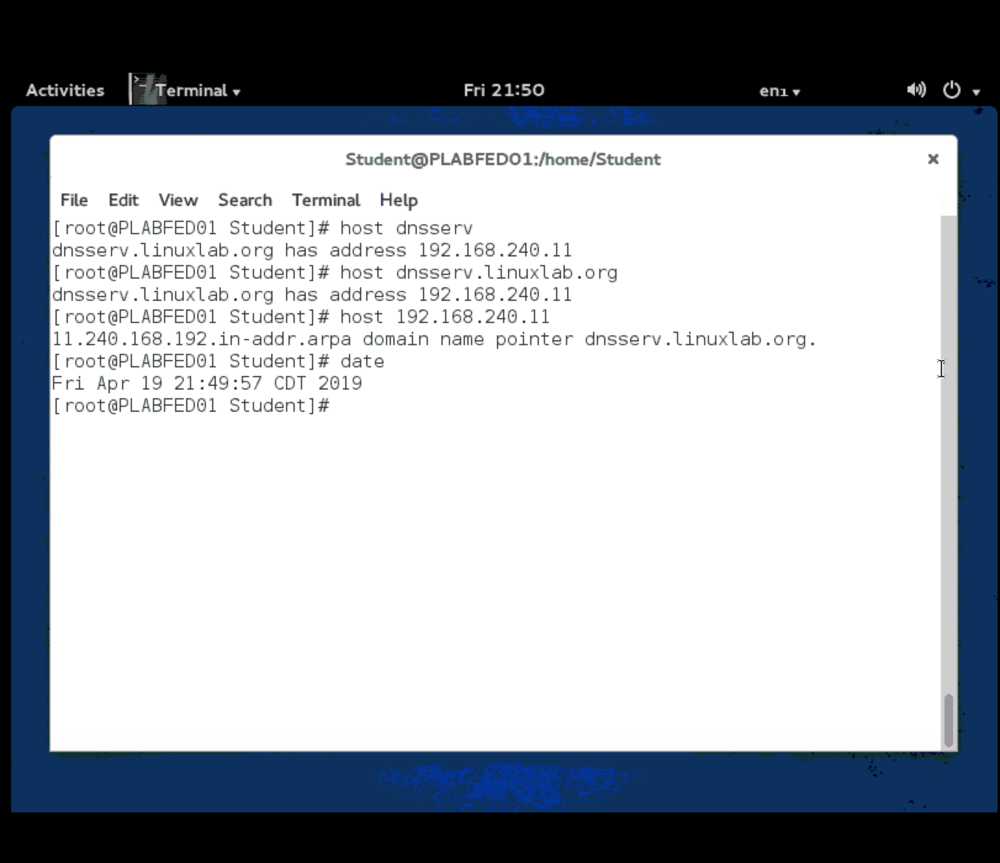 Activities Terminal Fri 21:50 en1
Student@PLABFED01:/home/Student
File Edit View Search Terminal Help
[root@PLABFED01 Student]# host dnsserv
dnsserv.linuxlab.org has address 192.168.240.11
[root@PLABFED01 Student]# host dnsserv.linuxlab.org
dnsserv.linuxlab.org has address 192.168.240.11
[root@PLABFED01 Student]# host 192.168.240.11
11.240.168.192.in-addr.arpa domain name pointer dnsserv.linuxlab.org.
[root@PLABFED01 Student]# date
Fri Apr 19 21:49:57 CDT 2019
[root@PLABFED01 Student]#